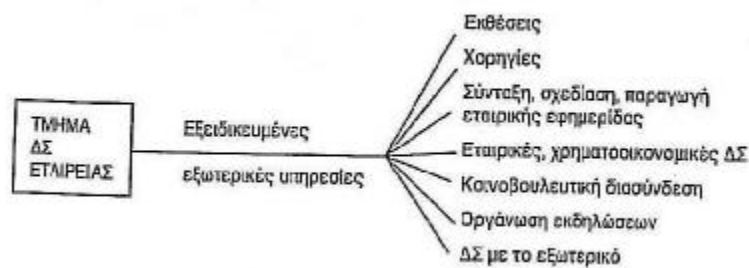 Εκθέσεις
Χορηγίες
Σύνταξη, σχεδίαση, παραγωγή
εταιρικής εφημερίδας
ΤΜΗΜΑ
ΔΣ
ΕΤΑΙΡΕΙΑΣ
Εξειδικευμένες
εξωτερικές υπηρεσίες
Εταιρικές, χρηματοοικονομικές ΔΣ
Κοινοβουλευτική διασύνδεση
Οργάνωση εκδηλώσεων
ΔΣ με το εξωτερικό